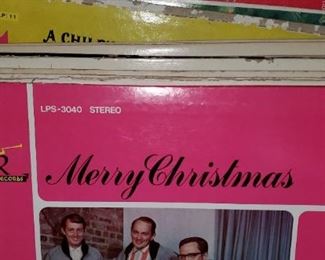 A CHIL
LPS-3040 STEREO
Merry Christmas
R